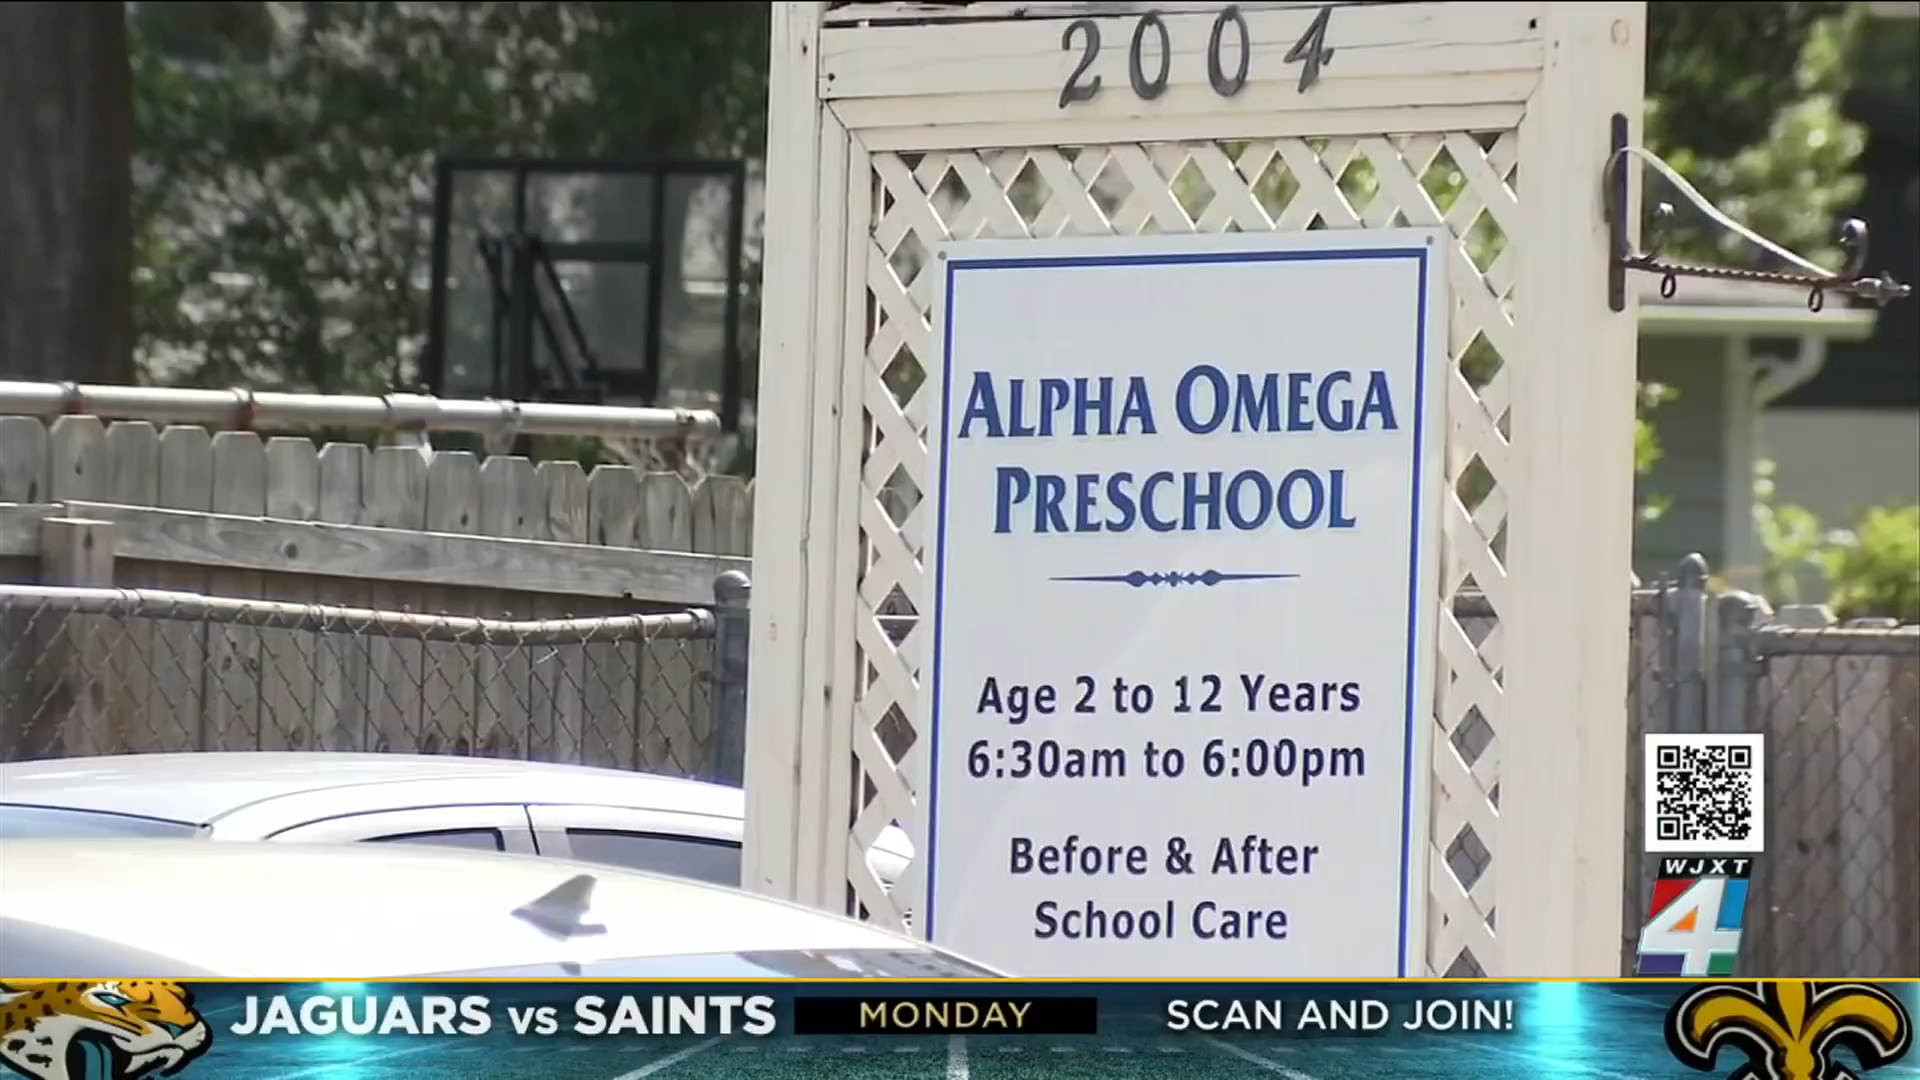 2004
ALPHA OMEGA
PRESCHOOL
Age 2 to 12 Years
6:30am to 6:00pm
Before & After
School Care
WJXT
4
JAGUARS vs SAINTS MONDAY SCAN AND JOIN!